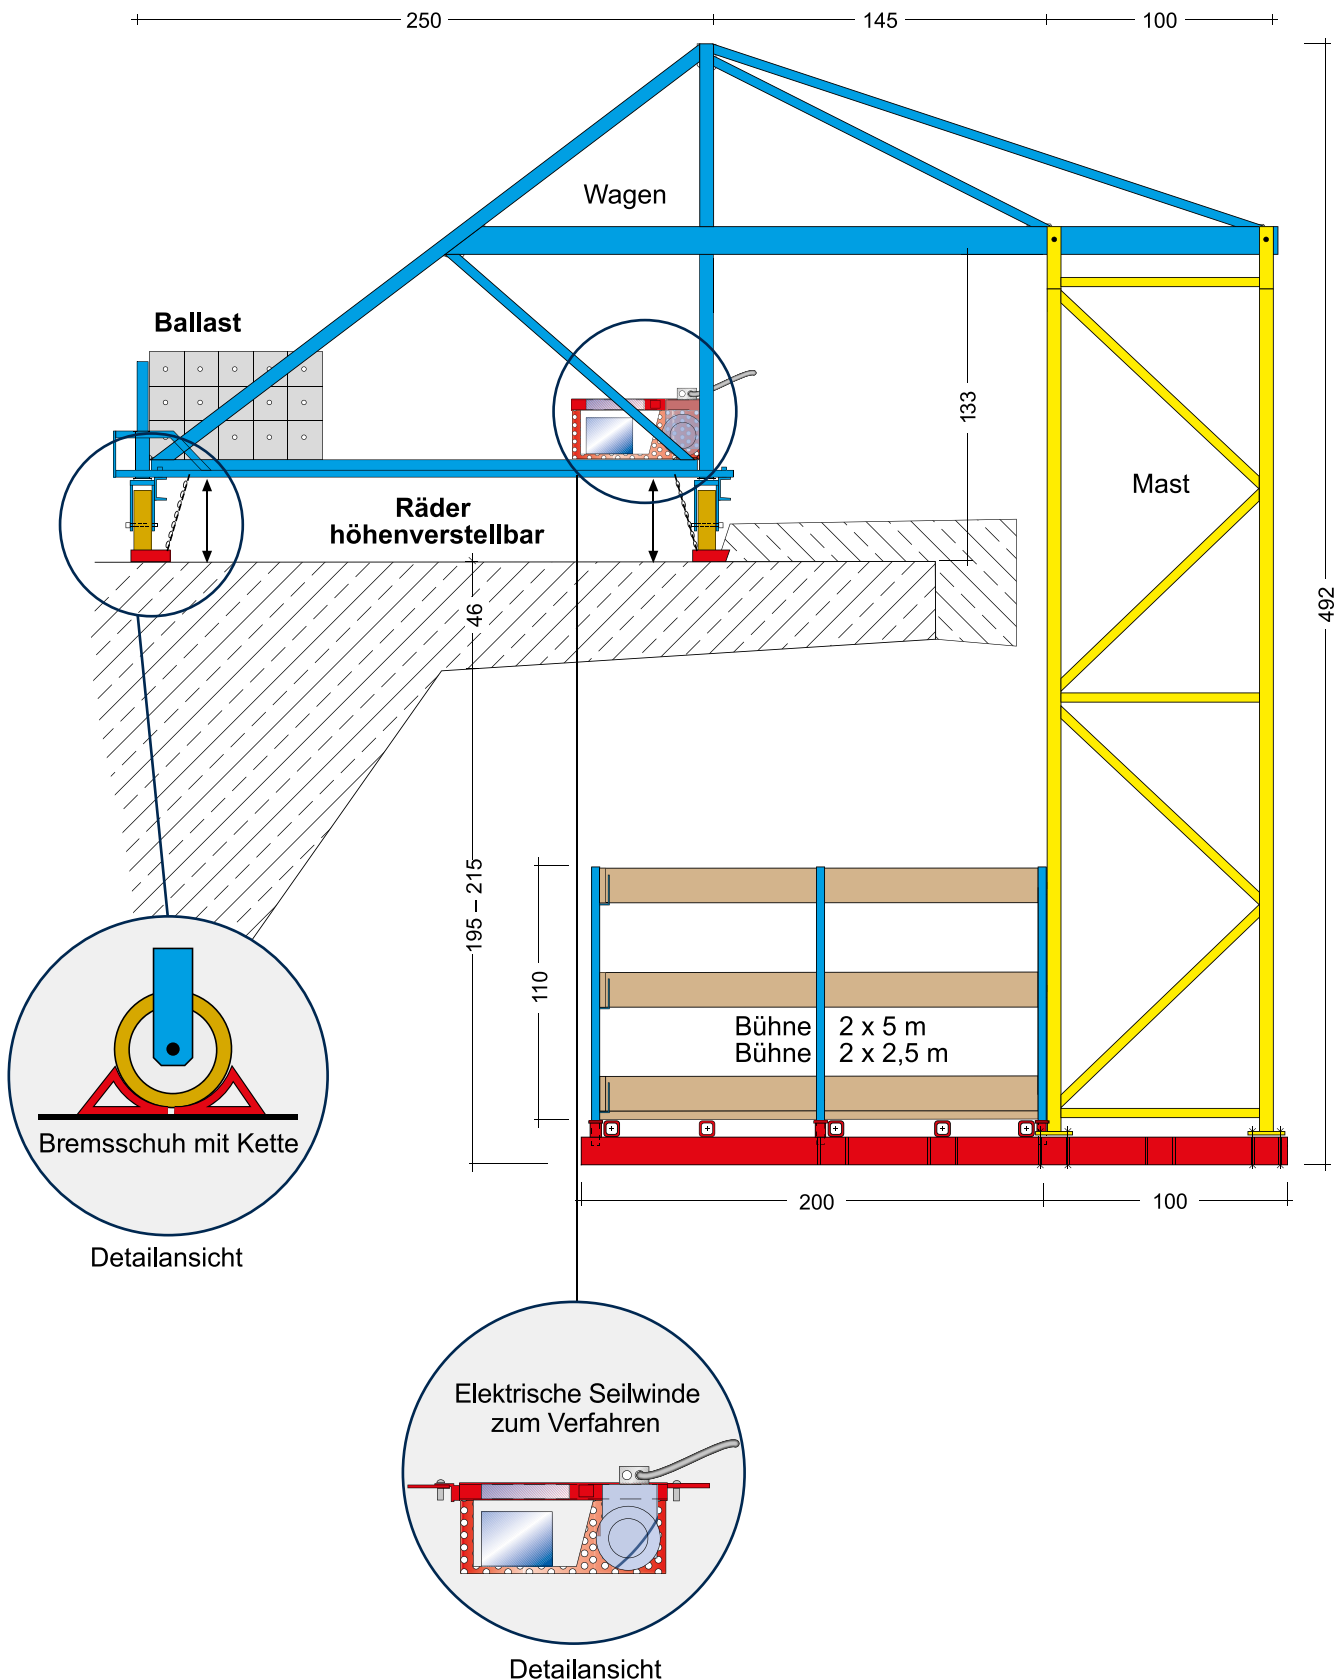 250
145
100
Wagen
Ballast
133
492
Mast
Räder
höhenverstellbar
46
195 – 215
110
Bühne 2 x 5 m
Bühne 2 x 2,5 m
Bremsschuh mit Kette
200
100
Detailansicht
Elektrische Seilwinde
zum Verfahren
Detailansicht